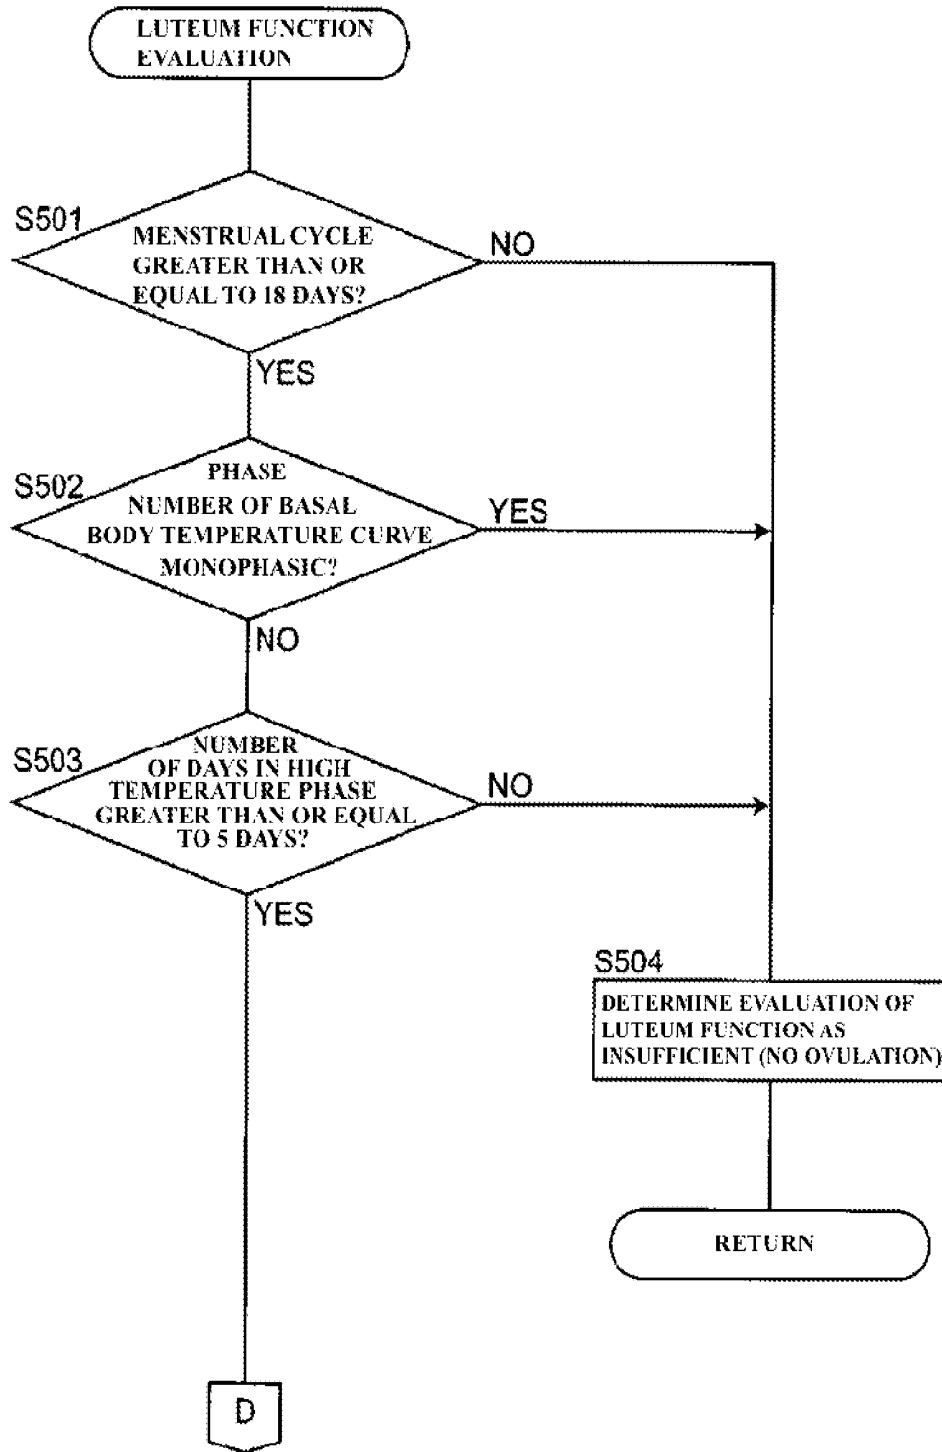 LUTEUM FUNCTION
EVALUATION
S501
MENSTRUAL CYCLE
GREATER THAN OR
EQUAL TO 18 DAYS?
NO
YES
S502
PHASE
NUMBER OF BASAL
BODY TEMPERATURE CURVE
MONOPHASIC?
YES
NO
S503
NUMBER
OF DAYS IN HIGH
TEMPERATURE PHASE
GREATER THAN OR EQUAL
TO 5 DAYS?
NO
YES
S504
DETERMINE EVALUATION OF
LUTEUM FUNCTION AS
INSUFFICIENT (NO OVULATION)
RETURN
D